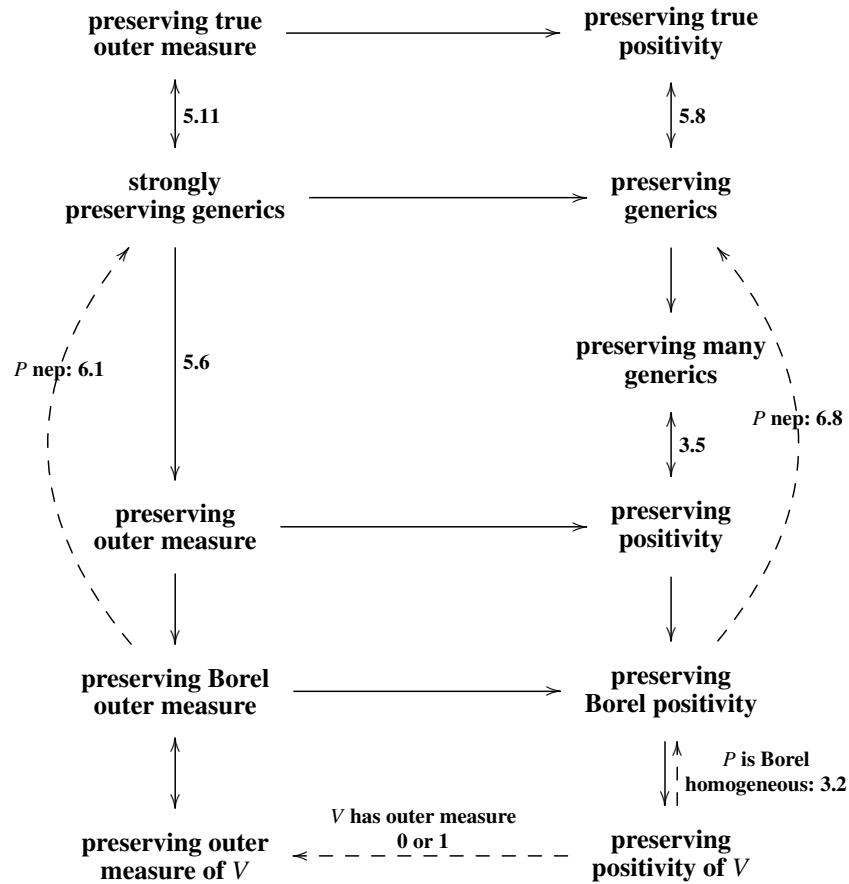 preserving true
outer measure
preserving true
positivity
5.11
5.8
strongly
preserving generics
preserving
generics
preserving many
generics
P nep: 6.1
5.6
P nep: 6.8
3.5
preserving
outer measure
preserving
positivity
preserving Borel
outer measure
preserving
Borel positivity
P is Borel
homogeneous: 3.2
V has outer measure
0 or 1
preserving outer
measure of V
preserving
positivity of V